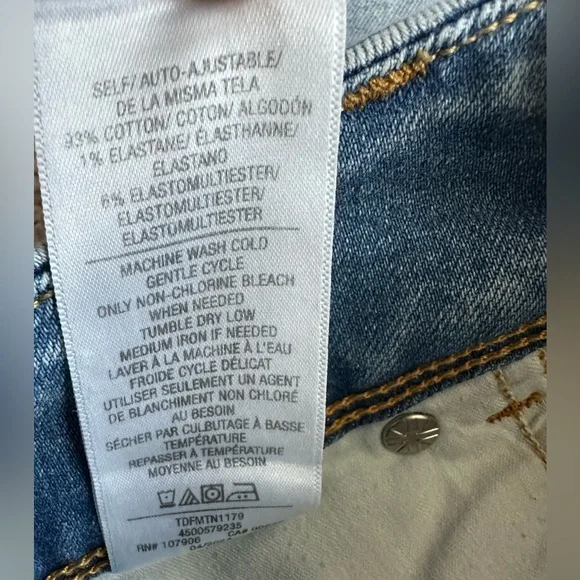 SELF/ AUTO-AJUSTABLE/
DE LA MISMA TELA
93% COTTON/ COTON/ ALGODÓN
1% ELASTANE/ ÉLASTHANNE/
ELASTANO
6% ELASTOMULTIESTER/
ÉLASTOMULTIESTER/
ELASTOMULTIESTER
MACHINE WASH COLD
GENTLE CYCLE
ONLY NON-CHLORINE BLEACH
WHEN NEEDED
TUMBLE DRY LOW
MEDIUM IRON IF NEEDED
LAVER À LA MACHINE À L'EAU
FROIDE CYCLE DÉLICAT
UTILISER SEULEMENT UN AGENT
DE BLANCHIMENT NON CHLORÉ
AU BESOIN
SÉCHER PAR CULBUTAGE À BASSE
TEMPÉRATURE
REPASSER À TEMPÉRATURE
MOYENNE AU BESOIN
TDFMTN1179
4500579235
RN# 107906 CA#